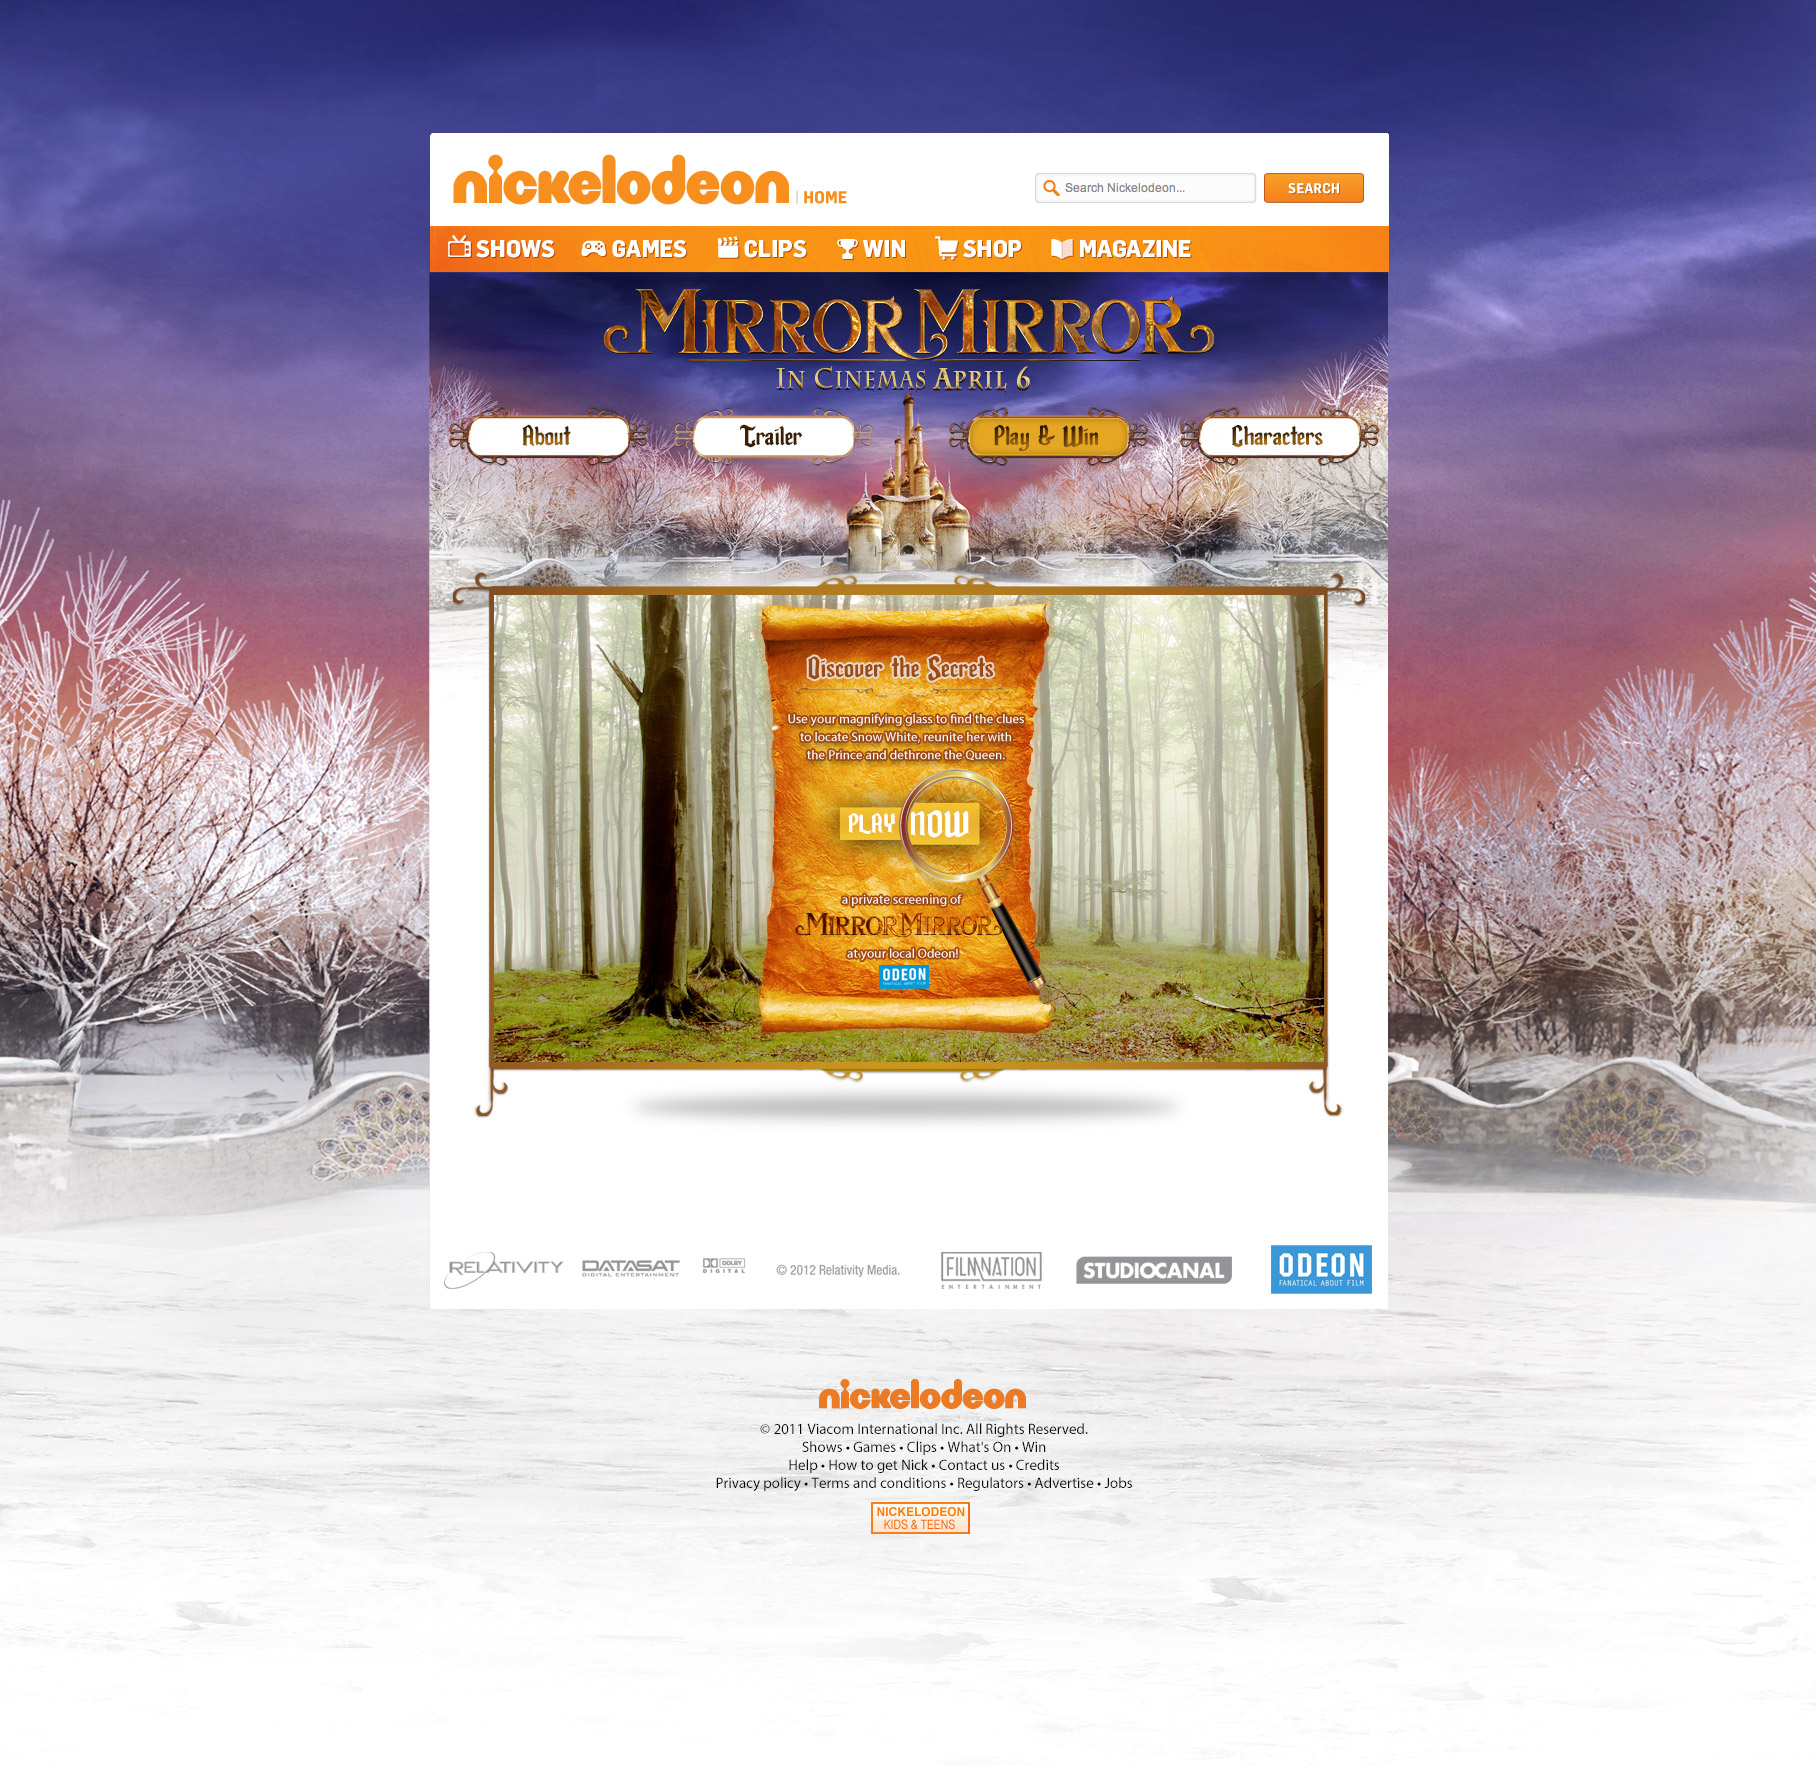 nickelodeon | HOME
Search Nickelodeon...
SEARCH
SHOWS GAMES CLIPS WIN SHOP MAGAZINE
MIRROR MIRROR
IN CINEMAS APRIL 6
About Trailer Play & Win Characters
Discover the Secrets
Use your magnifying glass to find the clues
to locate Snow White, reunite her with
the Prince and dethrone the Queen.
PLAY NOW
a private screening of
MIRROR MIRROR
at your local Odeon!
ODEON
FANATICAL ABOUT FILM
RELATIVITY
DATASAT
DIGITAL ENTERTAINMENT
DOLBY
DIGITAL
© 2012 Relativity Media.
FILMNATION
ENTERTAINMENT
STUDIOCANAL
ODEON
FANATICAL ABOUT FILM
nickelodeon
© 2011 Viacom International Inc. All Rights Reserved.
Shows • Games • Clips • What's On • Win
Help • How to get Nick • Contact us • Credits
Privacy policy • Terms and conditions • Regulators • Advertise • Jobs
NICKELODEON
KIDS & TEENS